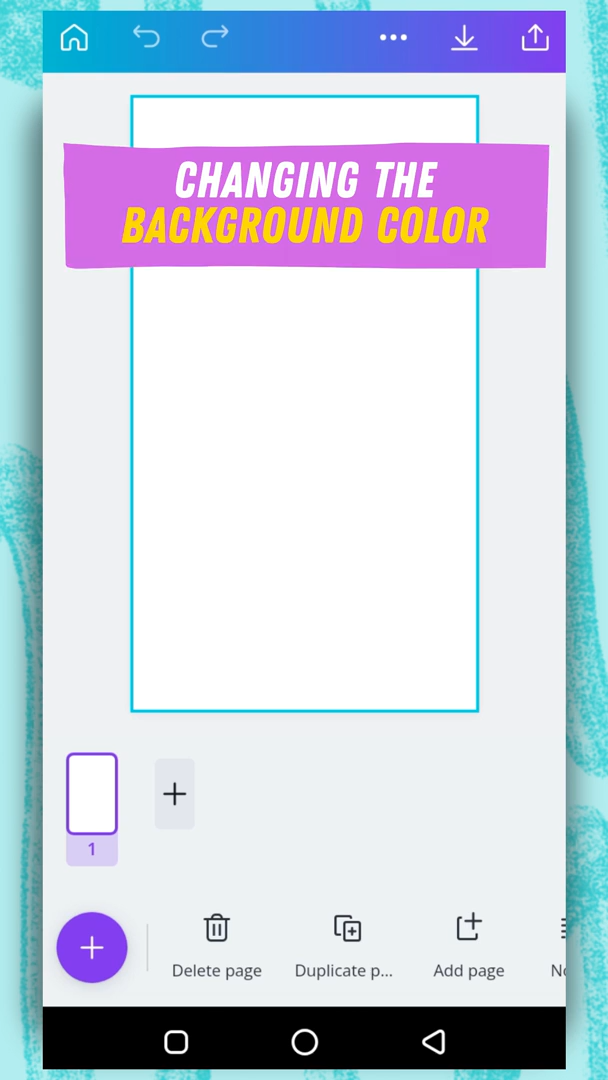 CHANGING THE
BACKGROUND COLOR
1
Delete page
Duplicate p...
Add page